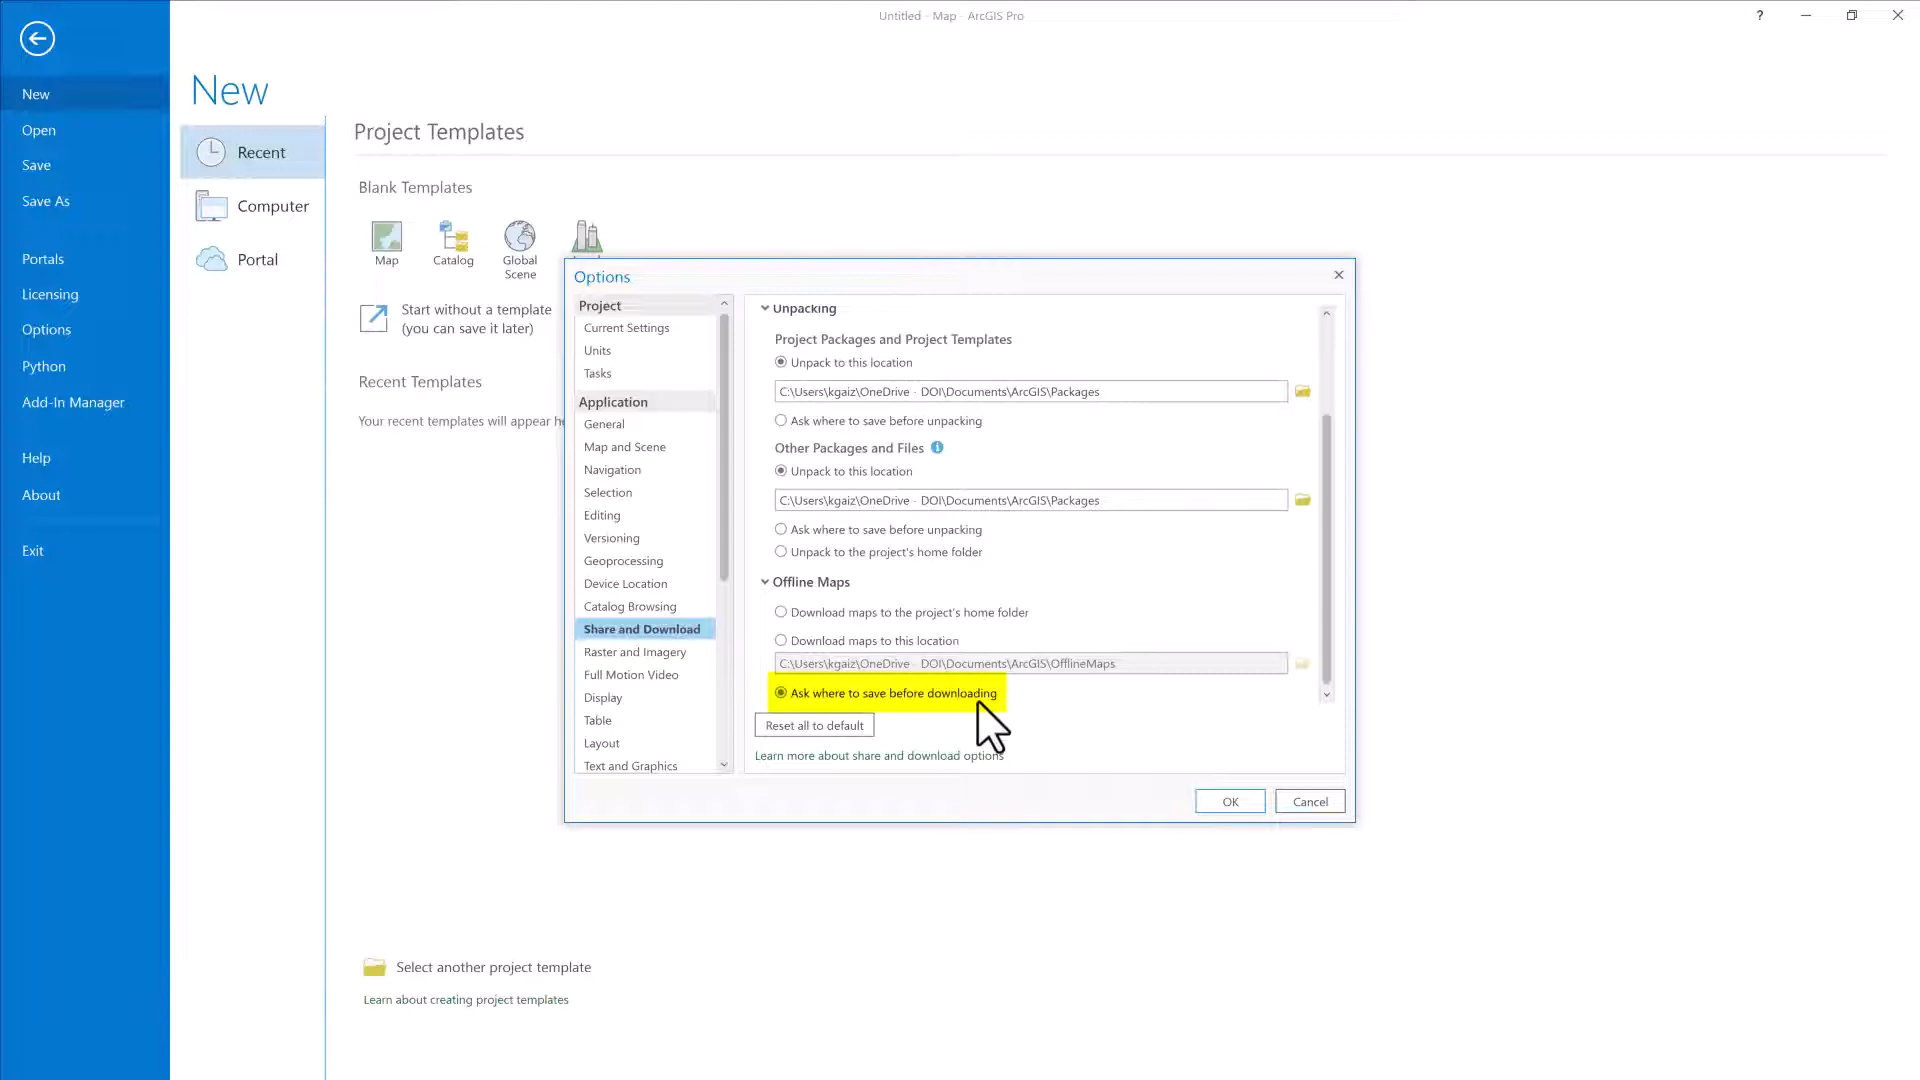 Untitled - Map - ArcGIS Pro
?
New
Open
Save
Save As
Portals
Licensing
Options
Python
Add-In Manager
Help
About
Exit
New
Recent
Computer
Portal
Project Templates
Blank Templates
Map
Catalog
Global
Scene
Start without a template
(you can save it later)
Recent Templates
Your recent templates will appear
Select another project template
Learn about creating project templates
Options
Project
Current Settings
Units
Tasks
Application
General
Map and Scene
Navigation
Selection
Editing
Versioning
Geoprocessing
Device Location
Catalog Browsing
Share and Download
Raster and Imagery
Full Motion Video
Display
Table
Layout
Text and Graphics
Unpacking
Project Packages and Project Templates
Unpack to this location
C:\Users\kgaiz\OneDrive - DOI\Documents\ArcGIS\Packages
Ask where to save before unpacking
Other Packages and Files
Unpack to this location
C:\Users\kgaiz\OneDrive - DOI\Documents\ArcGIS\Packages
Ask where to save before unpacking
Unpack to the project's home folder
Offline Maps
Download maps to the project's home folder
Download maps to this location
C:\Users\kgaiz\OneDrive - DOI\Documents\ArcGIS\OfflineMaps
Ask where to save before downloading
Reset all to default
Learn more about share and download options
OK
Cancel